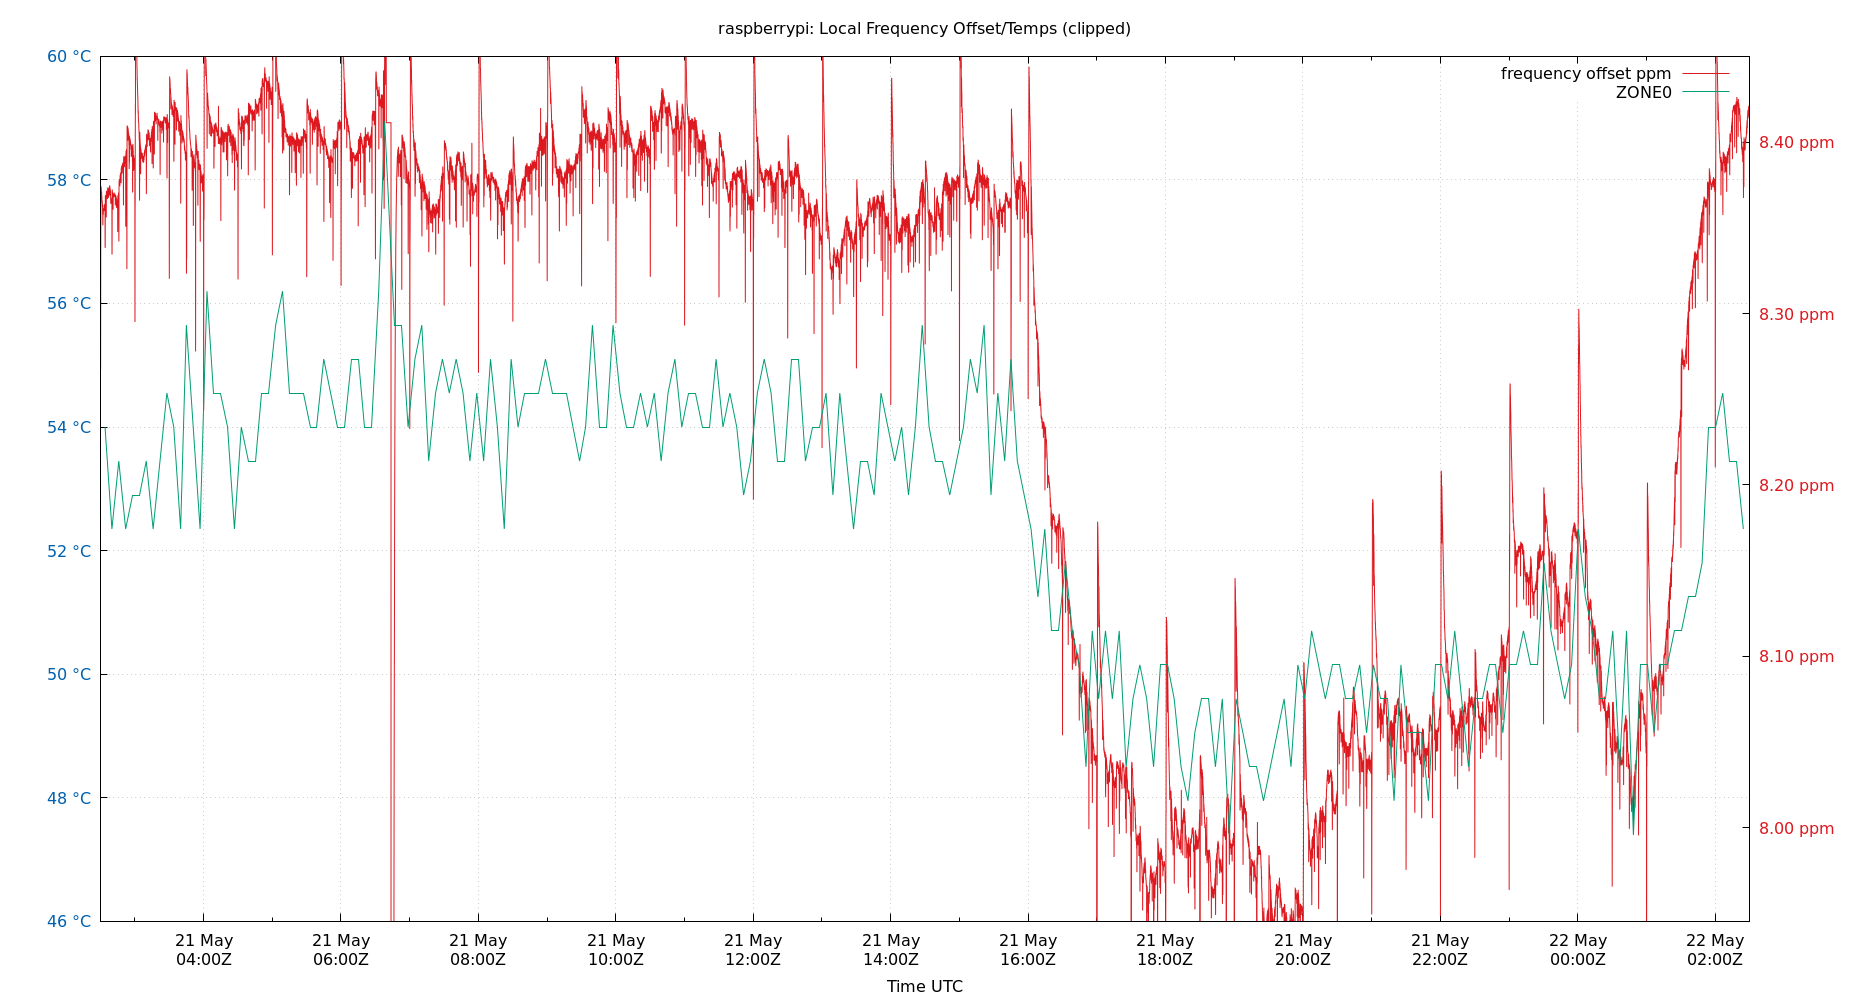 raspberrypi: Local Frequency Offset/Temps (clipped)
frequency offset ppm
ZONE0
60 °C
58 °C
56 °C
54 °C
52 °C
50 °C
48 °C
46 °C
8.40 ppm
8.30 ppm
8.20 ppm
8.10 ppm
8.00 ppm
21 May 21 May 21 May 21 May 21 May 21 May 21 May 21 May 21 May 21 May 22 May 22 May
04:00Z 06:00Z 08:00Z 10:00Z 12:00Z 14:00Z 16:00Z 18:00Z 20:00Z 22:00Z 00:00Z 02:00Z
Time UTC